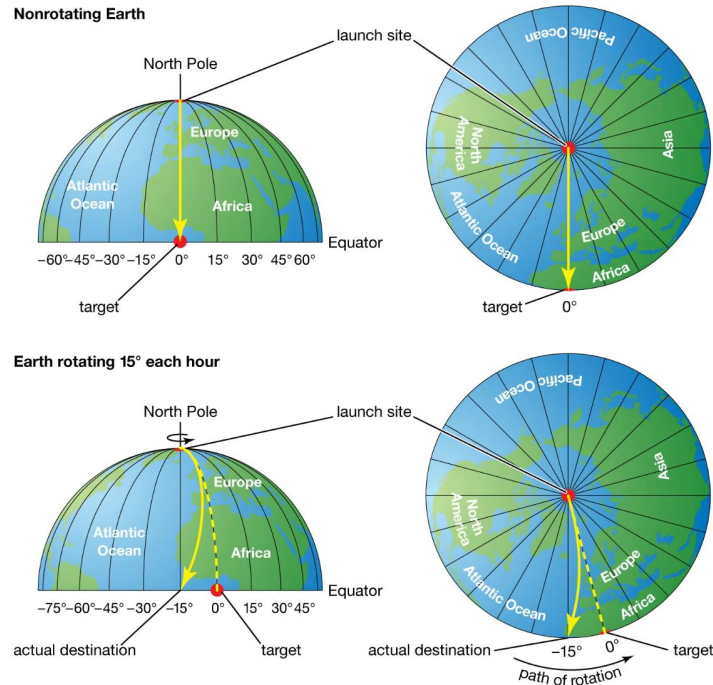 Nonrotating Earth
launch site
North Pole
Europe
Atlantic
Ocean
Africa
Equator
−60°−45°−30° −15° 0° 15° 30° 45° 60°
target
Pacific Ocean
North
America
Asia
Atlantic Ocean
Europe
Africa
target
0°
Earth rotating 15° each hour
launch site
North Pole
Europe
Atlantic
Ocean
Africa
Equator
−75°−60°−45° −30° −15° 0° 15° 30° 45°
actual destination
target
Pacific Ocean
North
America
Asia
Atlantic Ocean
Europe
Africa
actual destination
−15°
0°
target
path of rotation